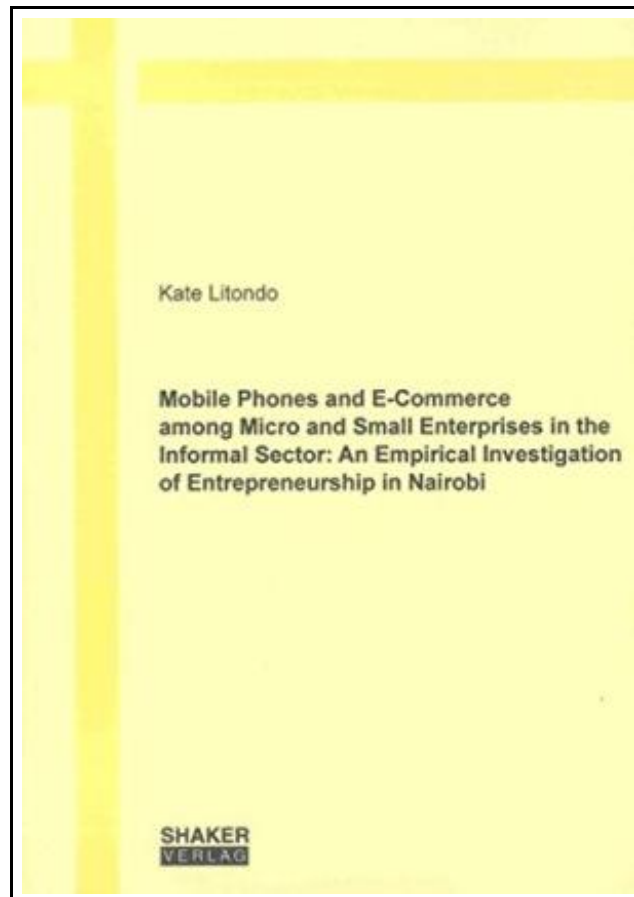 Kate Litondo
Mobile Phones and E-Commerce
among Micro and Small Enterprises in the
Informal Sector: An Empirical Investigation
of Entrepreneurship in Nairobi
SHAKER
VERLAG